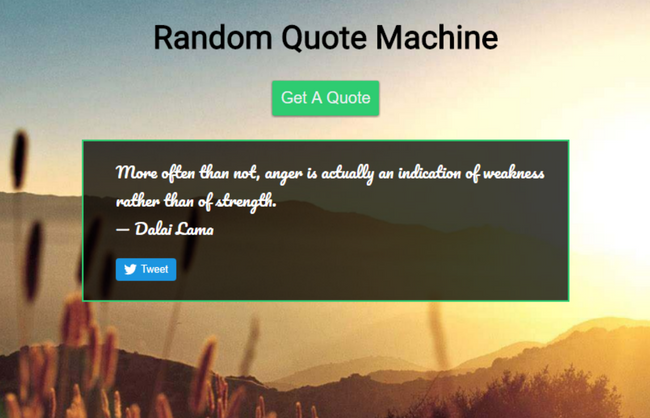 Random Quote Machine
Get A Quote
More often than not, anger is actually an indication of weakness
rather than of strength.
— Dalai Lama
Tweet